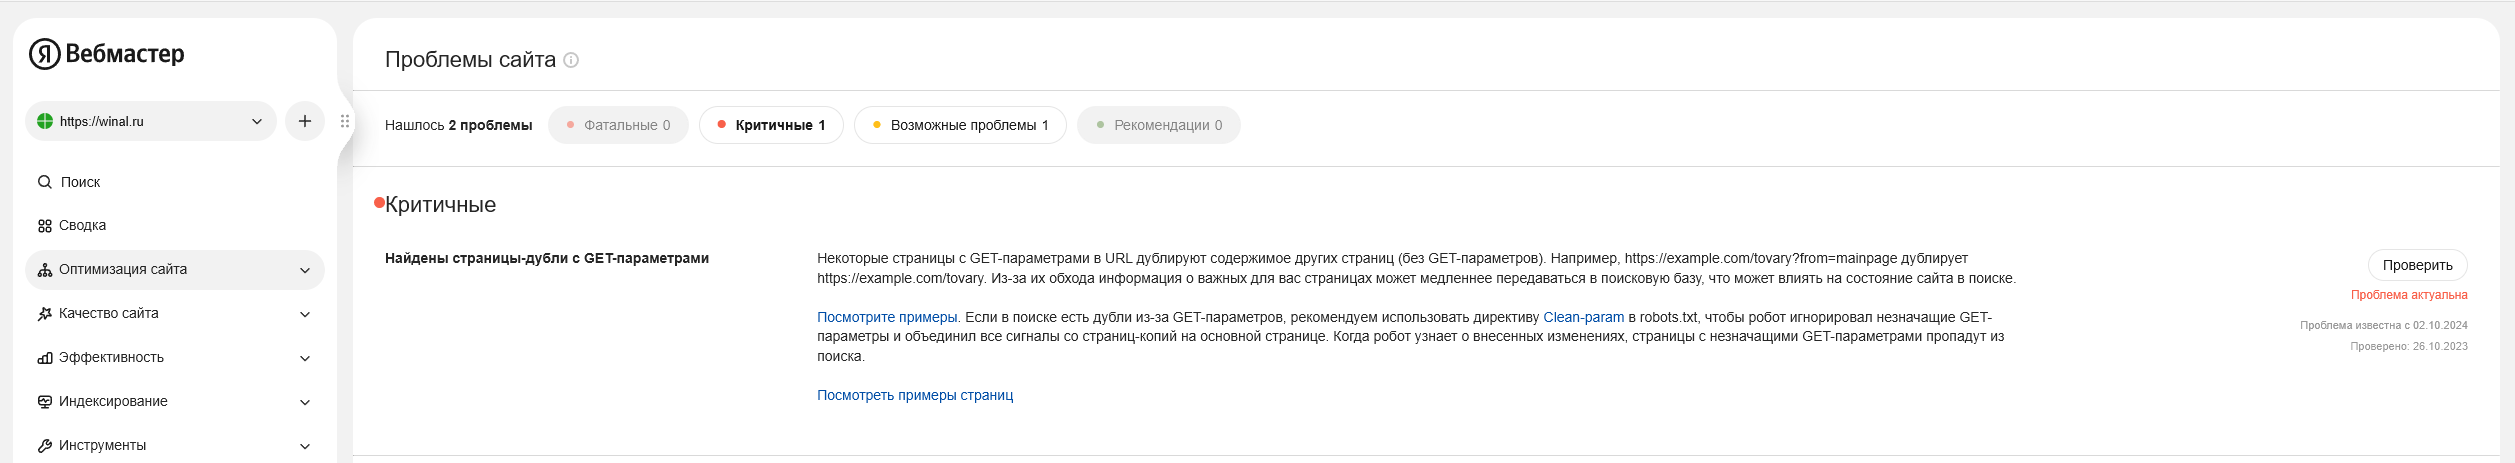 Я Вебмастер
https://winal.ru
Поиск
Сводка
Оптимизация сайта
Качество сайта
Эффективность
Индексирование
Инструменты
Проблемы сайта
Нашлось 2 проблемы
Фатальные 0
Критичные 1
Возможные проблемы 1
Рекомендации 0
Критичные
Найдены страницы-дубли с GET-параметрами
Некоторые страницы с GET-параметрами в URL дублируют содержимое других страниц (без GET-параметров). Например, https://example.com/tovary?from=mainpage дублирует
https://example.com/tovary. Из-за их обхода информация о важных для вас страницах может медленнее передаваться в поисковую базу, что может влиять на состояние сайта в поиске.
Посмотрите примеры. Если в поиске есть дубли из-за GET-параметров, рекомендуем использовать директиву Clean-param в robots.txt, чтобы робот игнорировал незначащие GET-
параметры и объединил все сигналы со страниц-копий на основной странице. Когда робот узнает о внесенных изменениях, страницы с незначащими GET-параметрами пропадут из
поиска.
Посмотреть примеры страниц
Проверить
Проблема актуальна
Проблема известна с 02.10.2024
Проверено: 26.10.2023